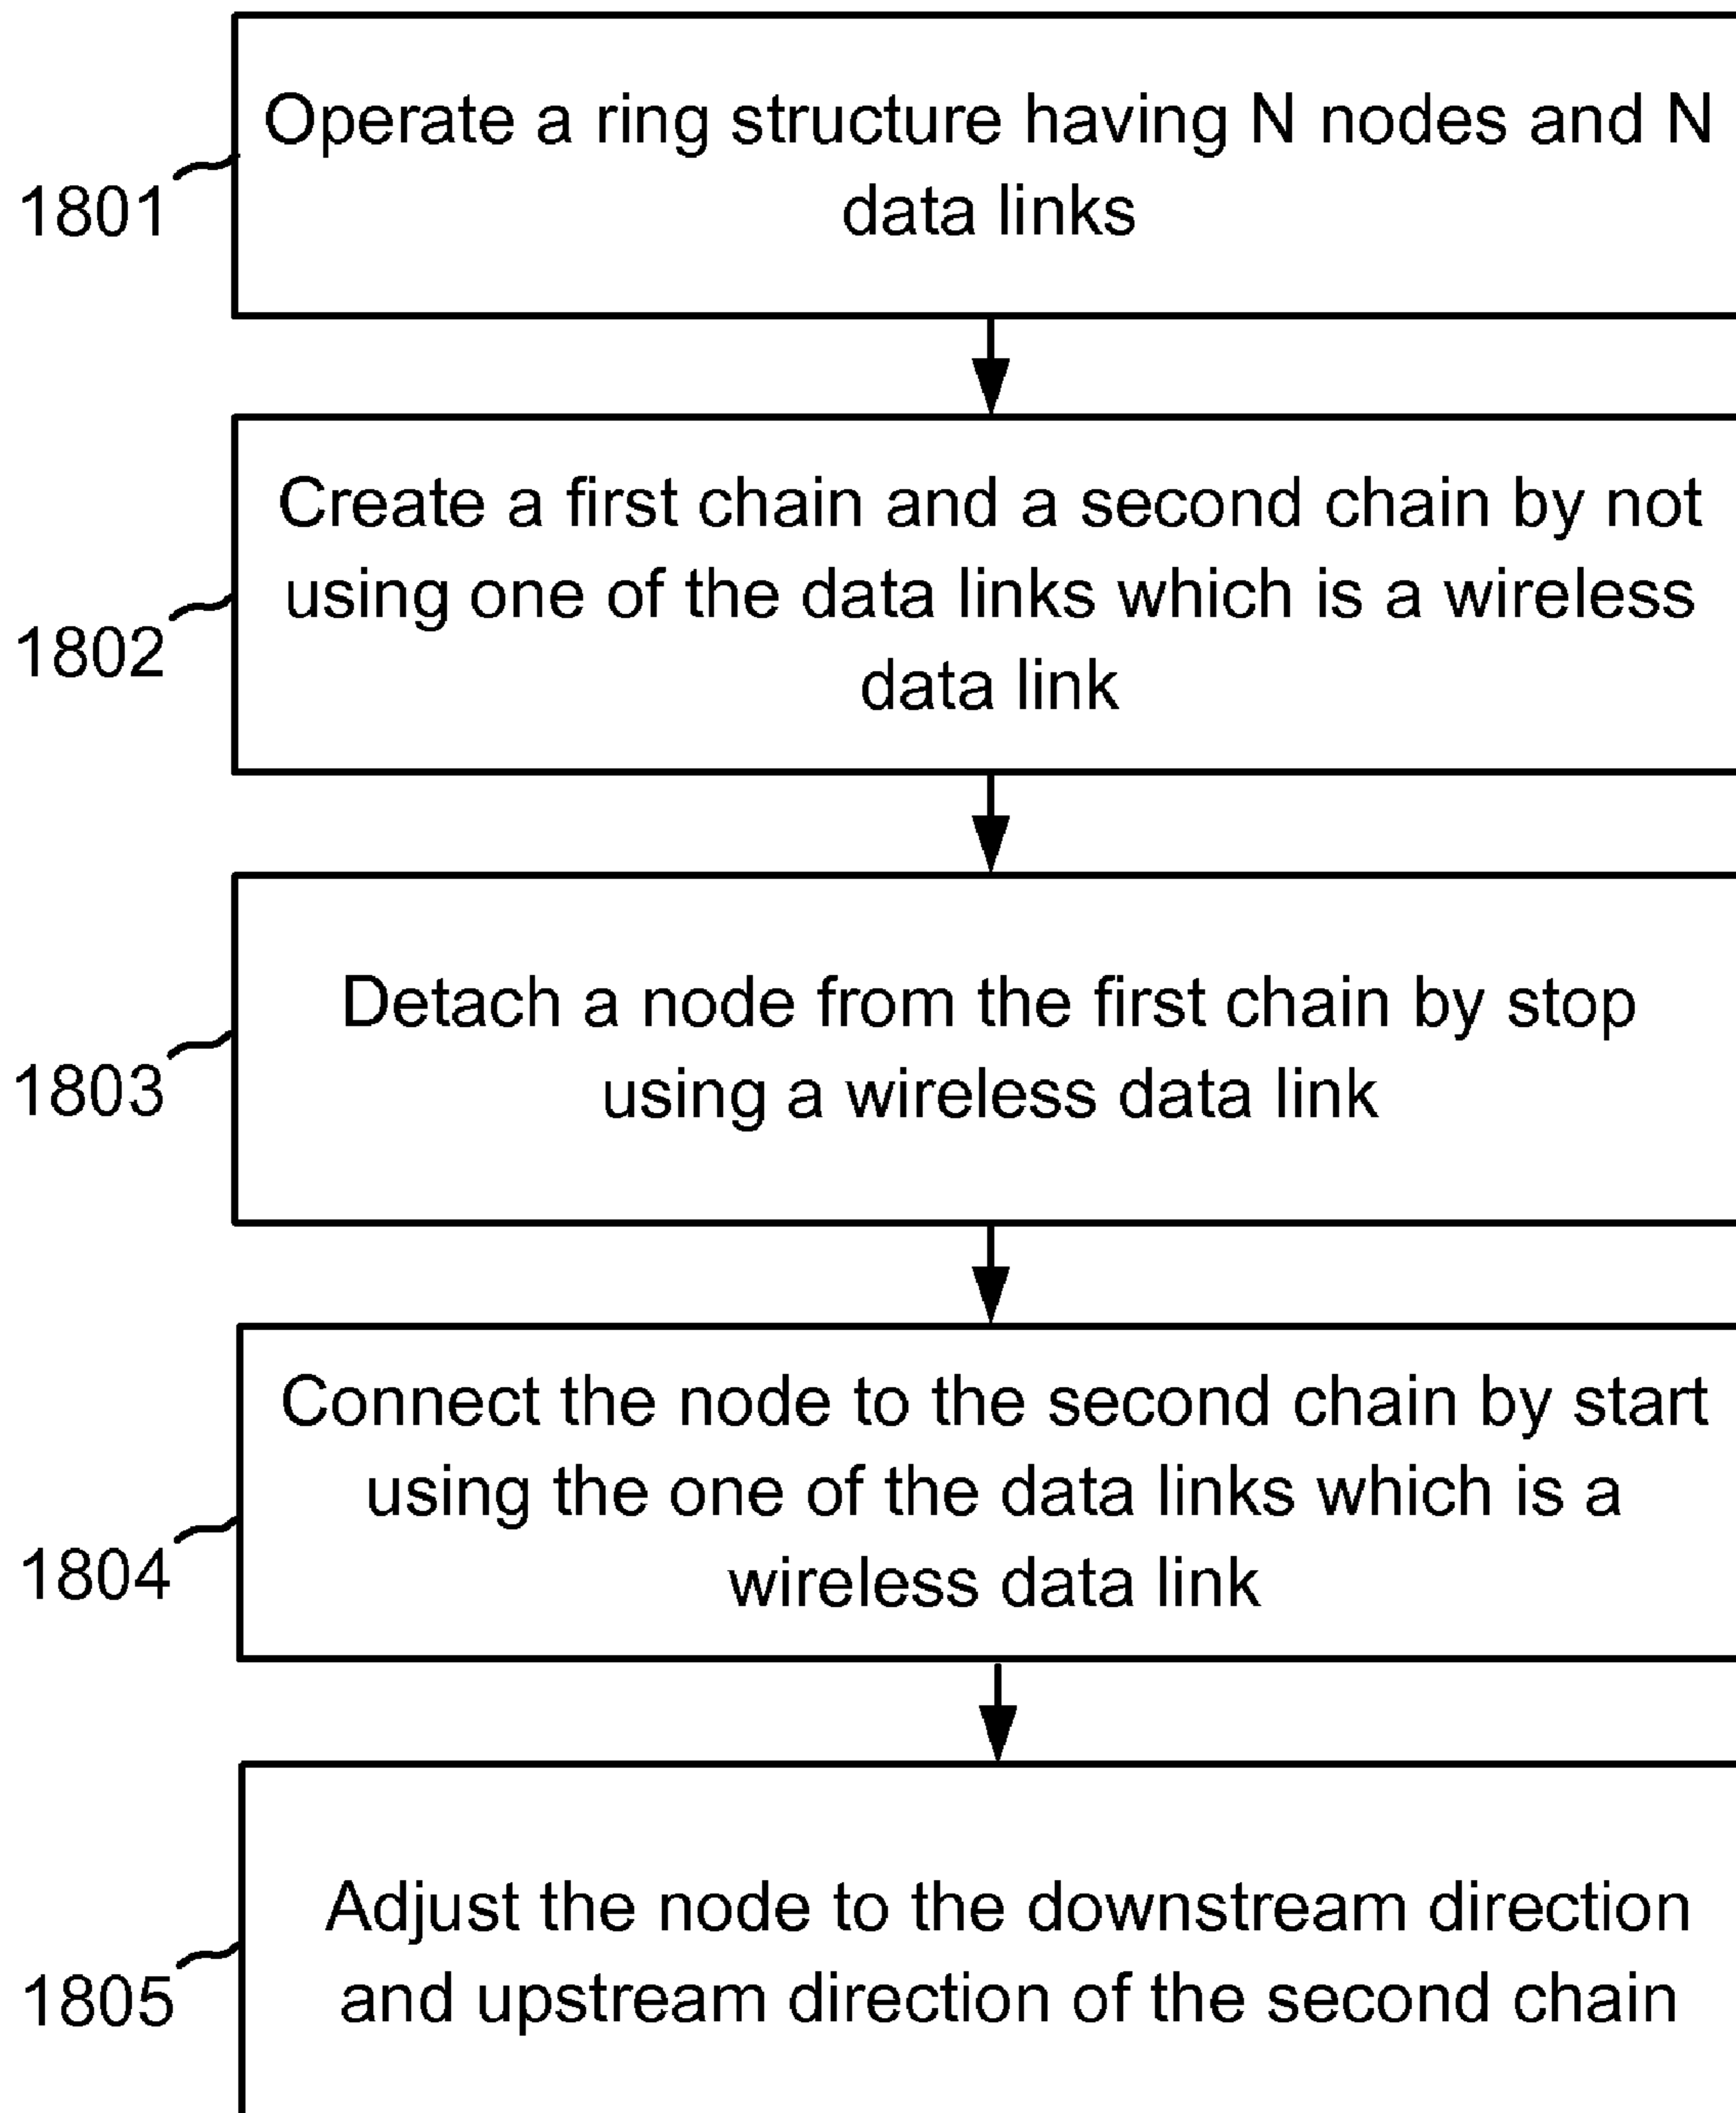 Operate a ring structure having N nodes and N
data links
1801
Create a first chain and a second chain by not
using one of the data links which is a wireless
data link
1802
Detach a node from the first chain by stop
using a wireless data link
1803
Connect the node to the second chain by start
using the one of the data links which is a
wireless data link
1804
Adjust the node to the downstream direction
and upstream direction of the second chain
1805